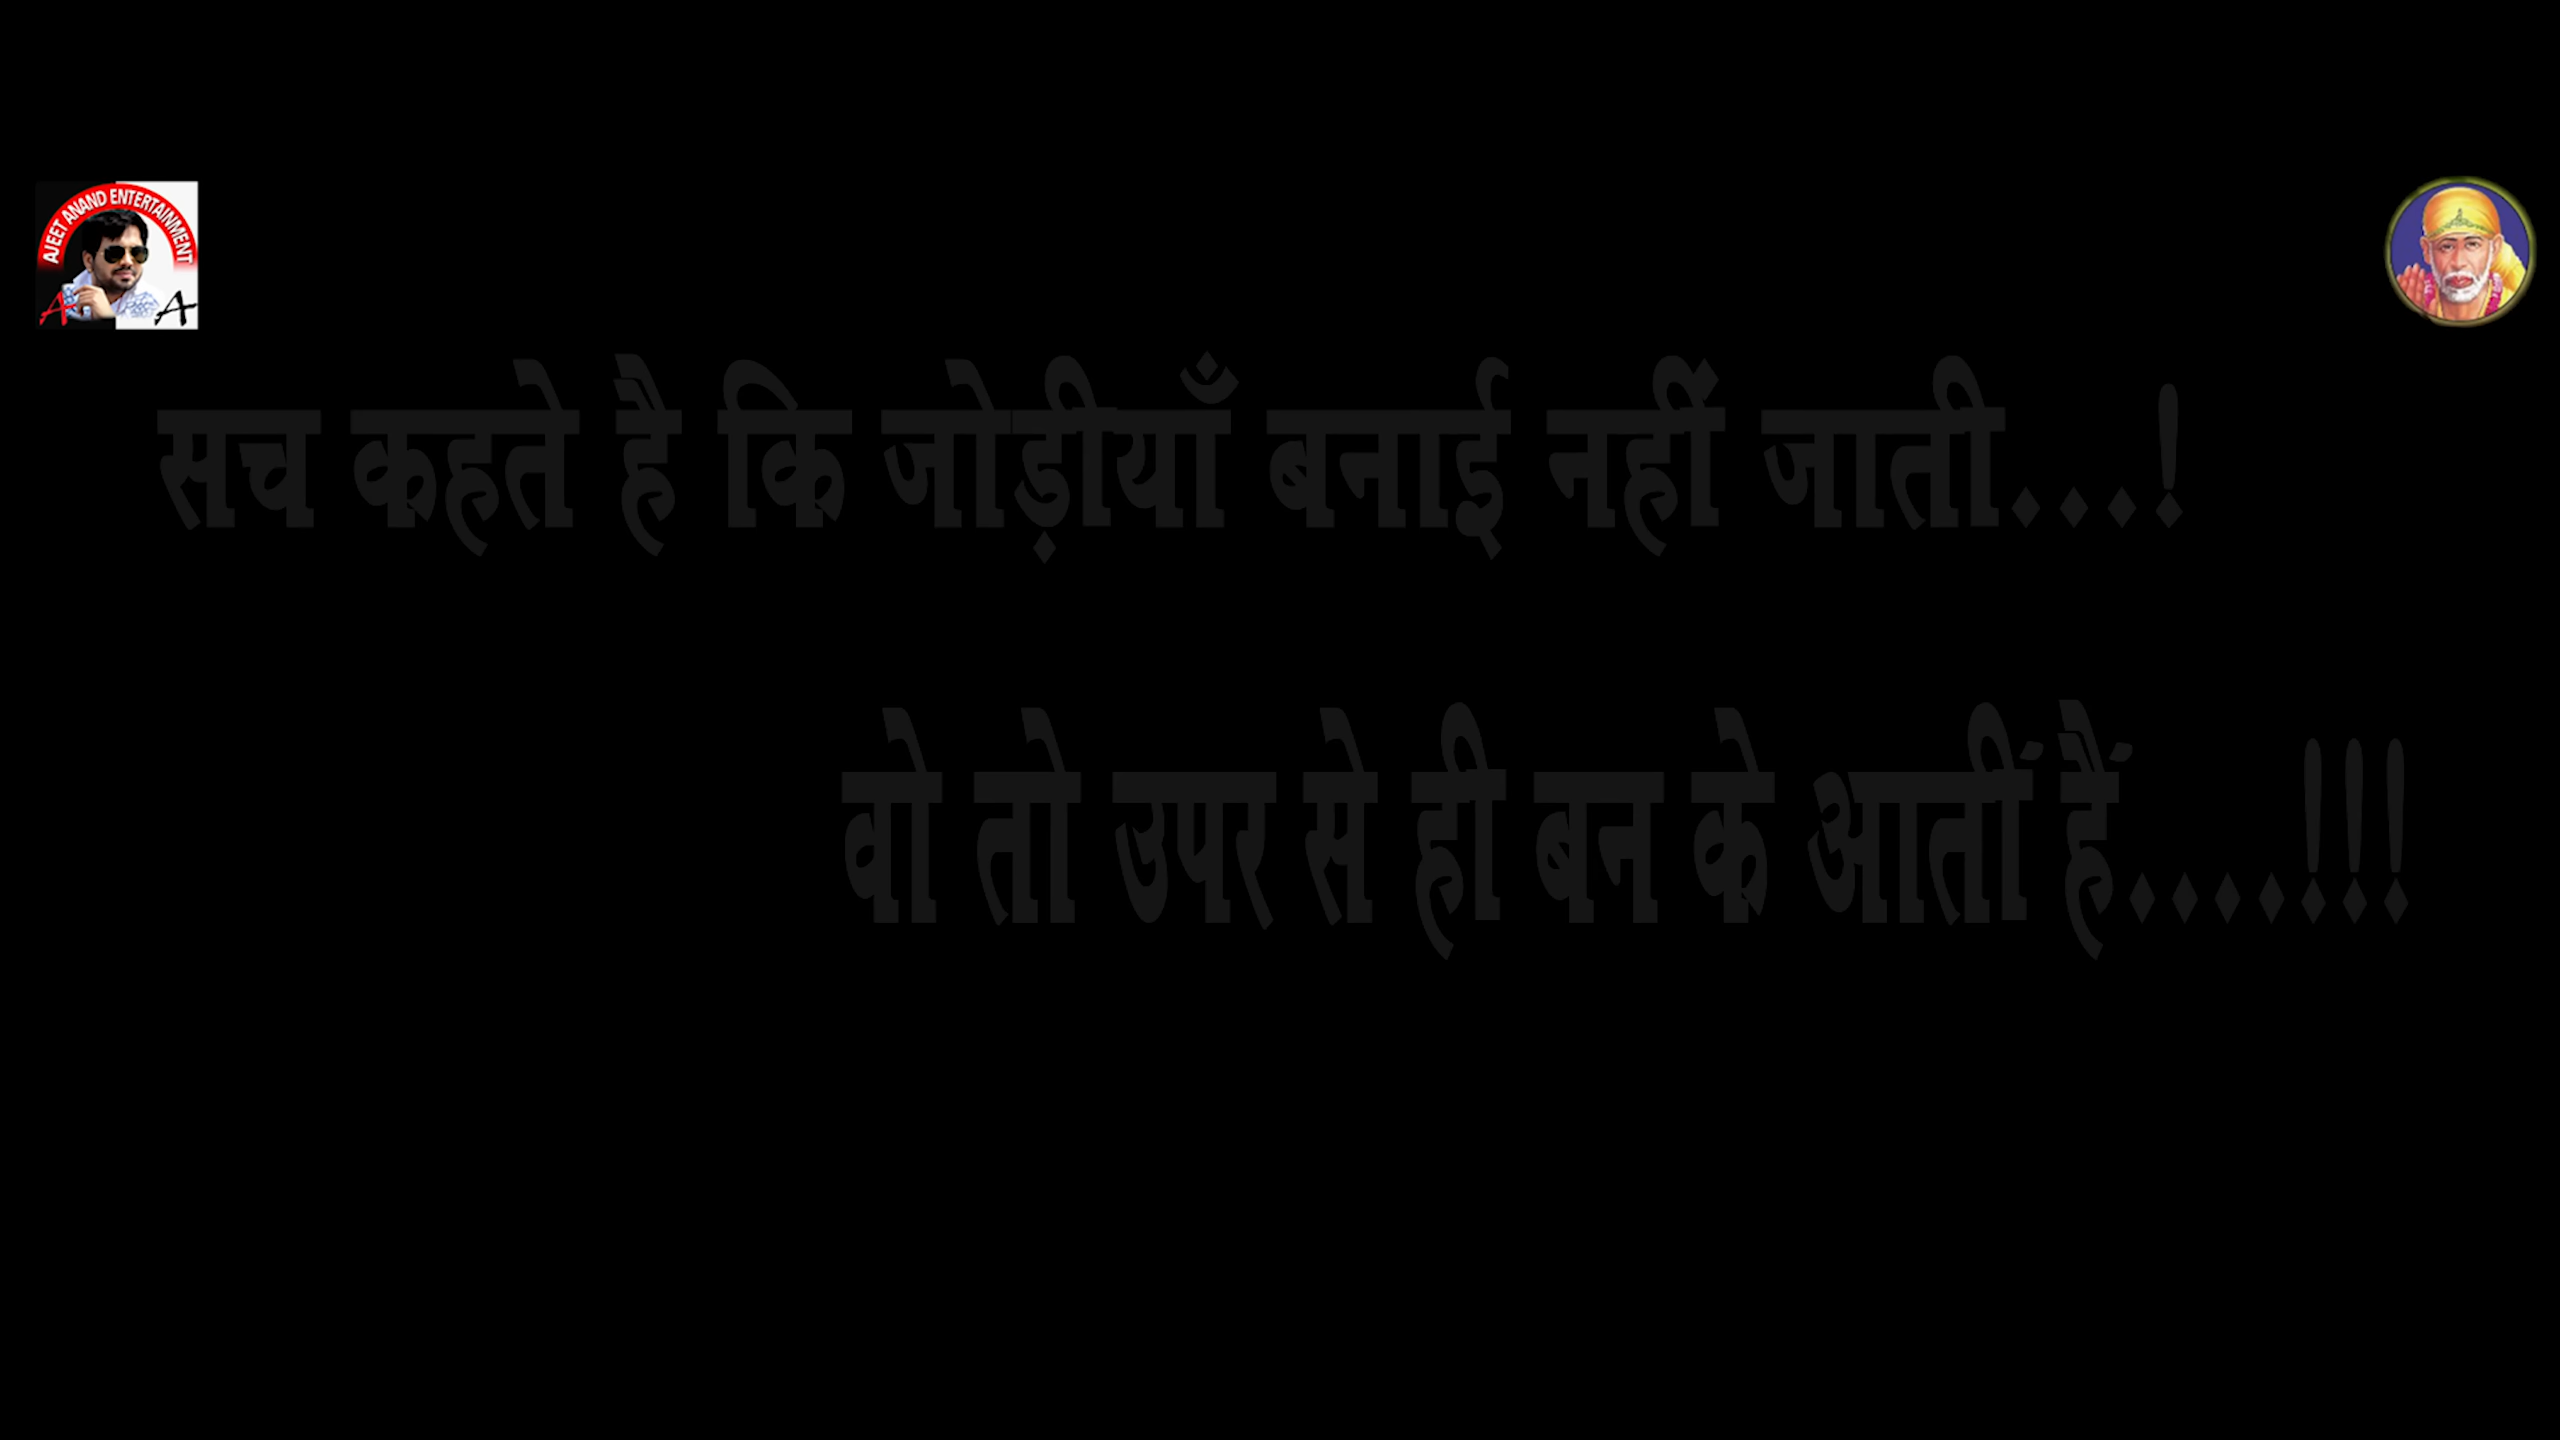 AJEET ANAND ENTERTAINMENT
A A
सच कहते है कि जोड़ीयाँ बनाई नहीं जाती...!
वो तो उपर से ही बन के आतीं हैं....!!!